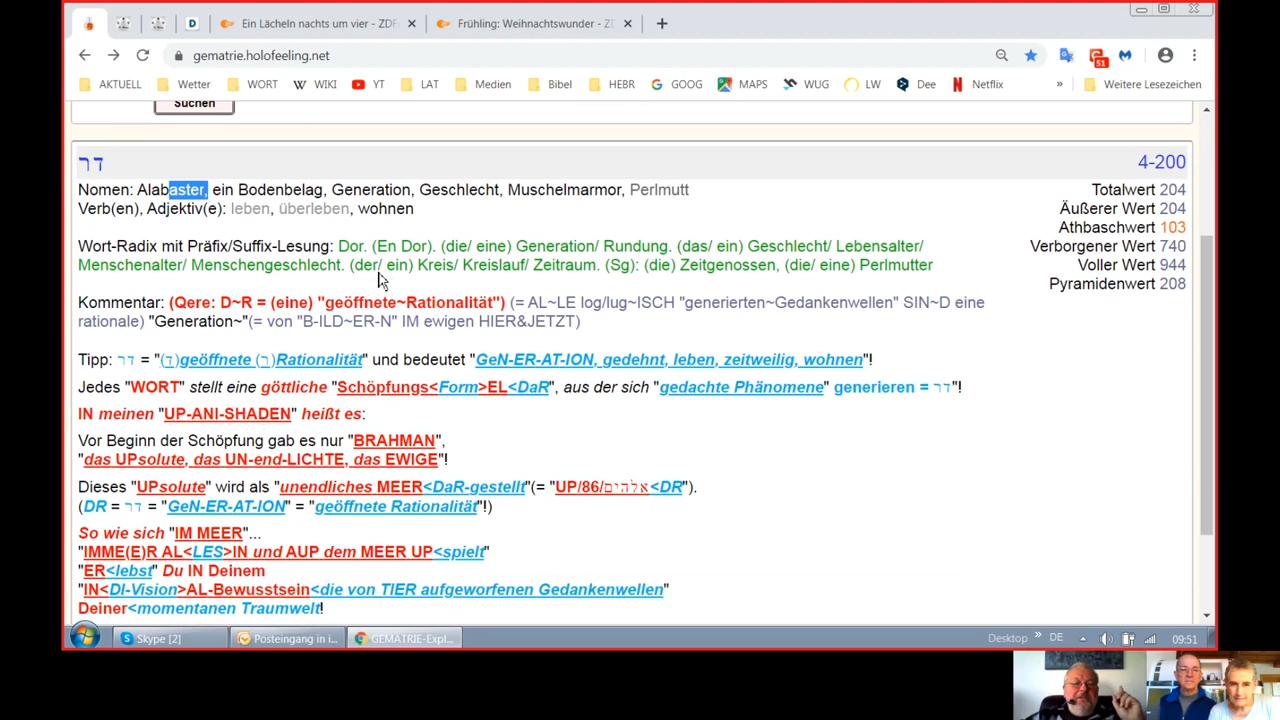 Ein Lächeln nachts um vier - ZDF
Frühling: Weihnachtswunder - ZD
gematrie.holofeeling.net
AKTUELL Wetter WORT WIKI YT LAT Medien Bibel HEBR GOOG MAPS WUG LW Dee Netflix » Weitere Lesezeichen
51
Suchen
דר 4-200
Nomen: Alabaster, ein Bodenbelag, Generation, Geschlecht, Muschelmarmor, Perlmutt
Verb(en), Adjektiv(e): leben, überleben, wohnen
Totalwert 204
Äußerer Wert 204
Athbaschwert 103
Verborgener Wert 740
Voller Wert 944
Pyramidenwert 208
Wort-Radix mit Präfix/Suffix-Lesung: Dor. (En Dor). (die/ eine) Generation/ Rundung. (das/ ein) Geschlecht/ Lebensalter/
Menschenalter/ Menschengeschlecht. (der/ ein) Kreis/ Kreislauf/ Zeitraum. (Sg): (die) Zeitgenossen, (die/ eine) Perlmutter
Kommentar: (Qere: D~R = (eine) "geöffnete~Rationalität") (= AL~LE log/lug~ISCH "generierten~Gedankenwellen" SIN~D eine
rationale) "Generation~"(= von "B-ILD~ER-N" IM ewigen HIER&JETZT)
Tipp: דר = "(ד)geöffnete (ר)Rationalität" und bedeutet "GeN-ER-AT-ION, gedehnt, leben, zeitweilig, wohnen"!
Jedes "WORT" stellt eine göttliche "Schöpfungs<Form>EL<DaR", aus der sich "gedachte Phänomene" generieren = דר"!
IN meinen "UP-ANI-SHADEN" heißt es:
Vor Beginn der Schöpfung gab es nur "BRAHMAN",
"das UPsolute, das UN-end-LICHTE, das EWIGE"!
Dieses "UPsolute" wird als "unendliches MEER<DaR-gestellt"(= "UP/86/אלהים<DR").
(DR = דר = "GeN-ER-AT-ION" = "geöffnete Rationalität"!)
So wie sich "IM MEER"...
"IMME(E)R AL<LES>IN und AUP dem MEER UP<spielt"
"ER<lebst" Du IN Deinem
"IN<DI-Vision>AL-Bewusstsein<die von TIER aufgeworfenen Gedankenwellen"
Deiner<momentanen Traumwelt!
Skype [2] Posteingang in i... GEMATRIE-Expl... Desktop » DE 09:51